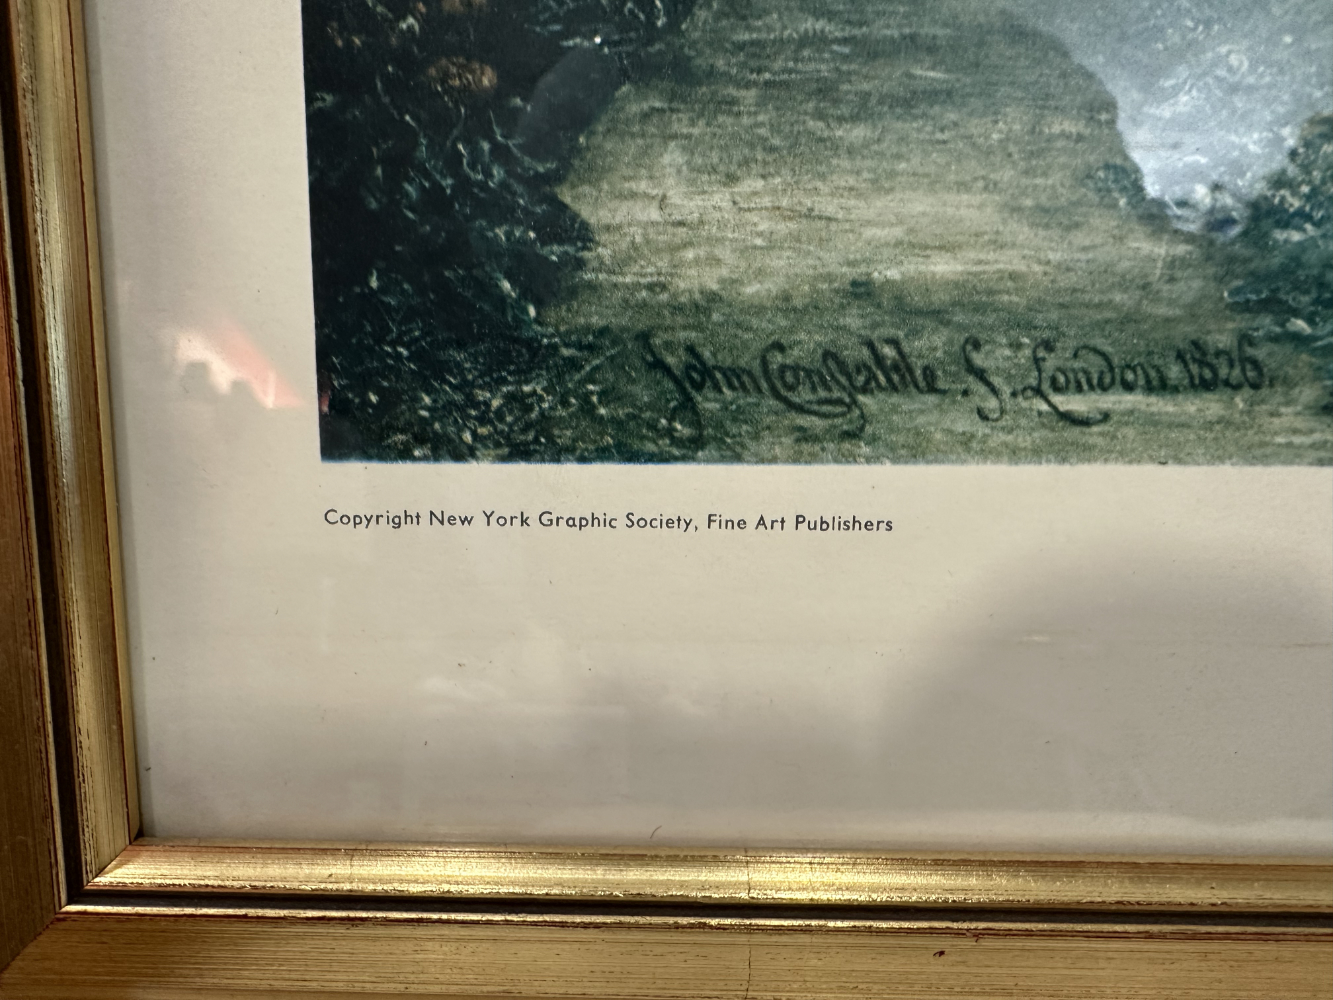 John Constable. f. London. 1826.
Copyright New York Graphic Society, Fine Art Publishers